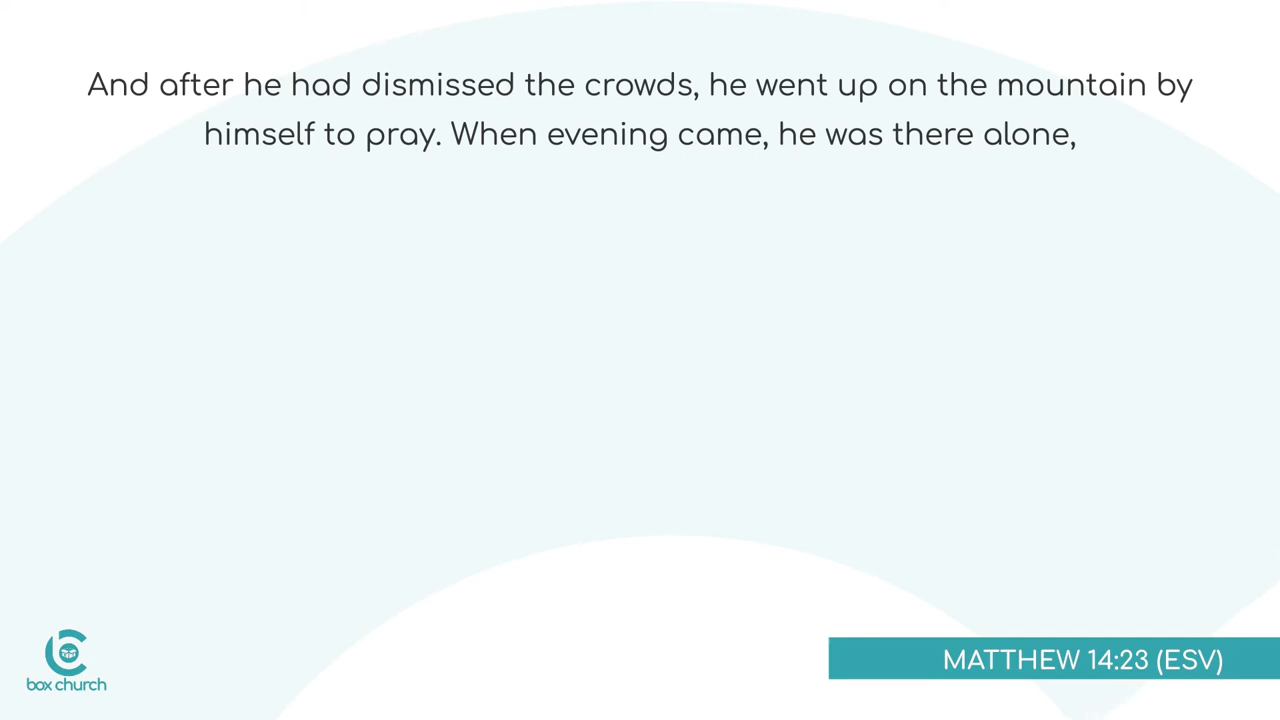 And after he had dismissed the crowds, he went up on the mountain by
himself to pray. When evening came, he was there alone,
box church
MATTHEW 14:23 (ESV)